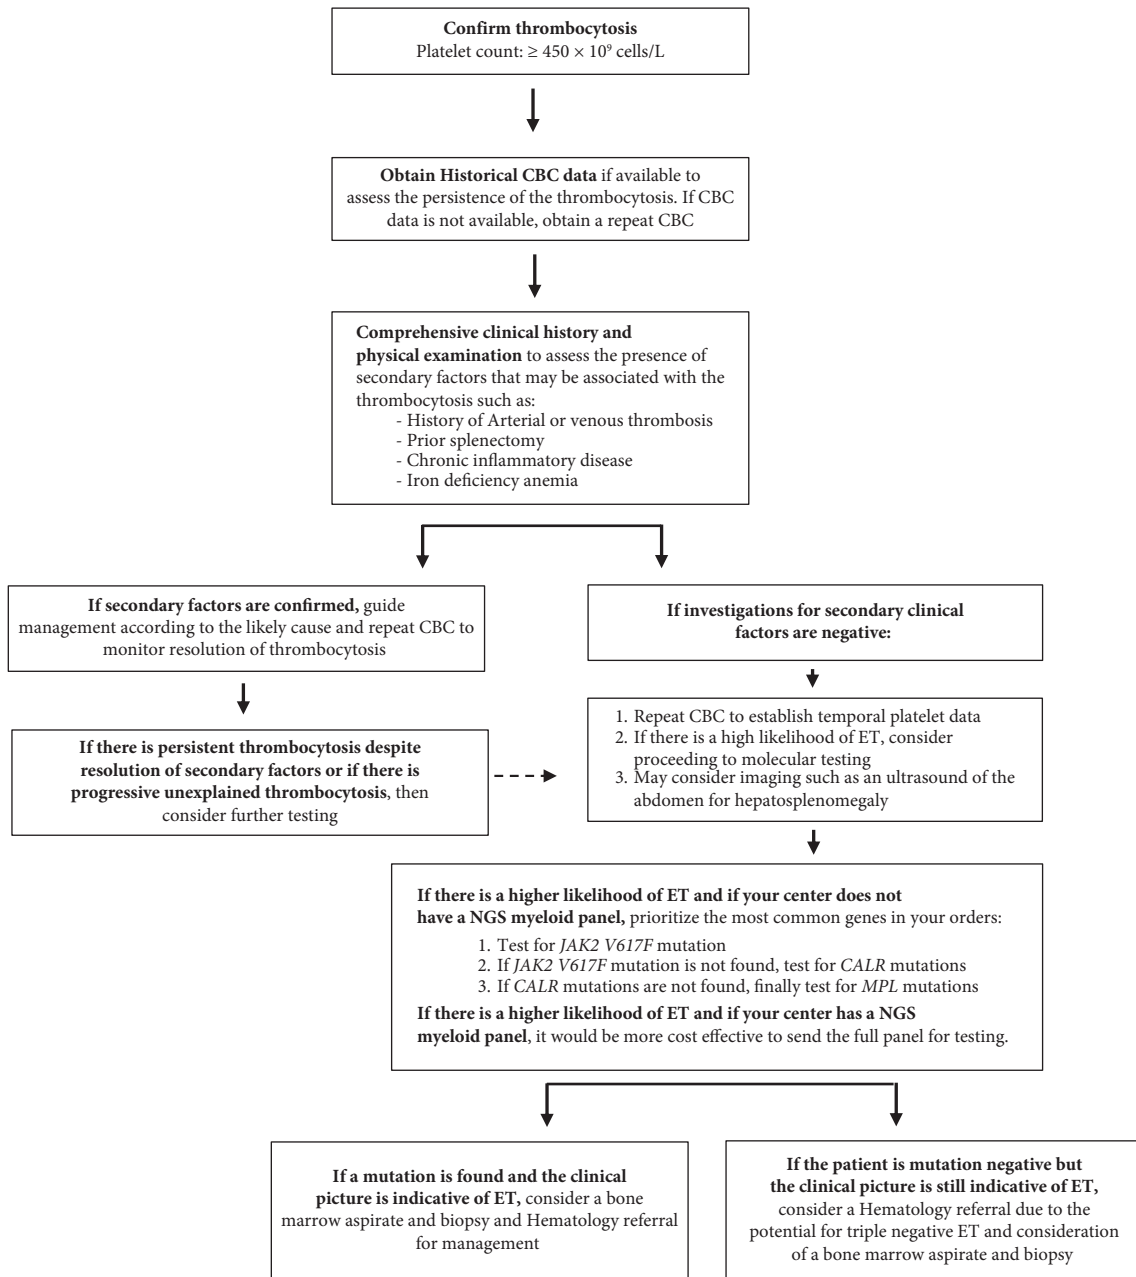 Confirm thrombocytosis
Platelet count: ≥ 450 × 10⁹ cells/L
Obtain Historical CBC data if available to
assess the persistence of the thrombocytosis. If CBC
data is not available, obtain a repeat CBC
Comprehensive clinical history and
physical examination to assess the presence of
secondary factors that may be associated with the
thrombocytosis such as:
- History of Arterial or venous thrombosis
- Prior splenectomy
- Chronic inflammatory disease
- Iron deficiency anemia
If secondary factors are confirmed, guide
management according to the likely cause and repeat CBC to
monitor resolution of thrombocytosis
If investigations for secondary clinical
factors are negative:
If there is persistent thrombocytosis despite
resolution of secondary factors or if there is
progressive unexplained thrombocytosis, then
consider further testing
1. Repeat CBC to establish temporal platelet data
2. If there is a high likelihood of ET, consider
proceeding to molecular testing
3. May consider imaging such as an ultrasound of the
abdomen for hepatosplenomegaly
If there is a higher likelihood of ET and if your center does not
have a NGS myeloid panel, prioritize the most common genes in your orders:
1. Test for JAK2 V617F mutation
2. If JAK2 V617F mutation is not found, test for CALR mutations
3. If CALR mutations are not found, finally test for MPL mutations
If there is a higher likelihood of ET and if your center has a NGS
myeloid panel, it would be more cost effective to send the full panel for testing.
If a mutation is found and the clinical
picture is indicative of ET, consider a bone
marrow aspirate and biopsy and Hematology referral
for management
If the patient is mutation negative but
the clinical picture is still indicative of ET,
consider a Hematology referral due to the
potential for triple negative ET and consideration
of a bone marrow aspirate and biopsy